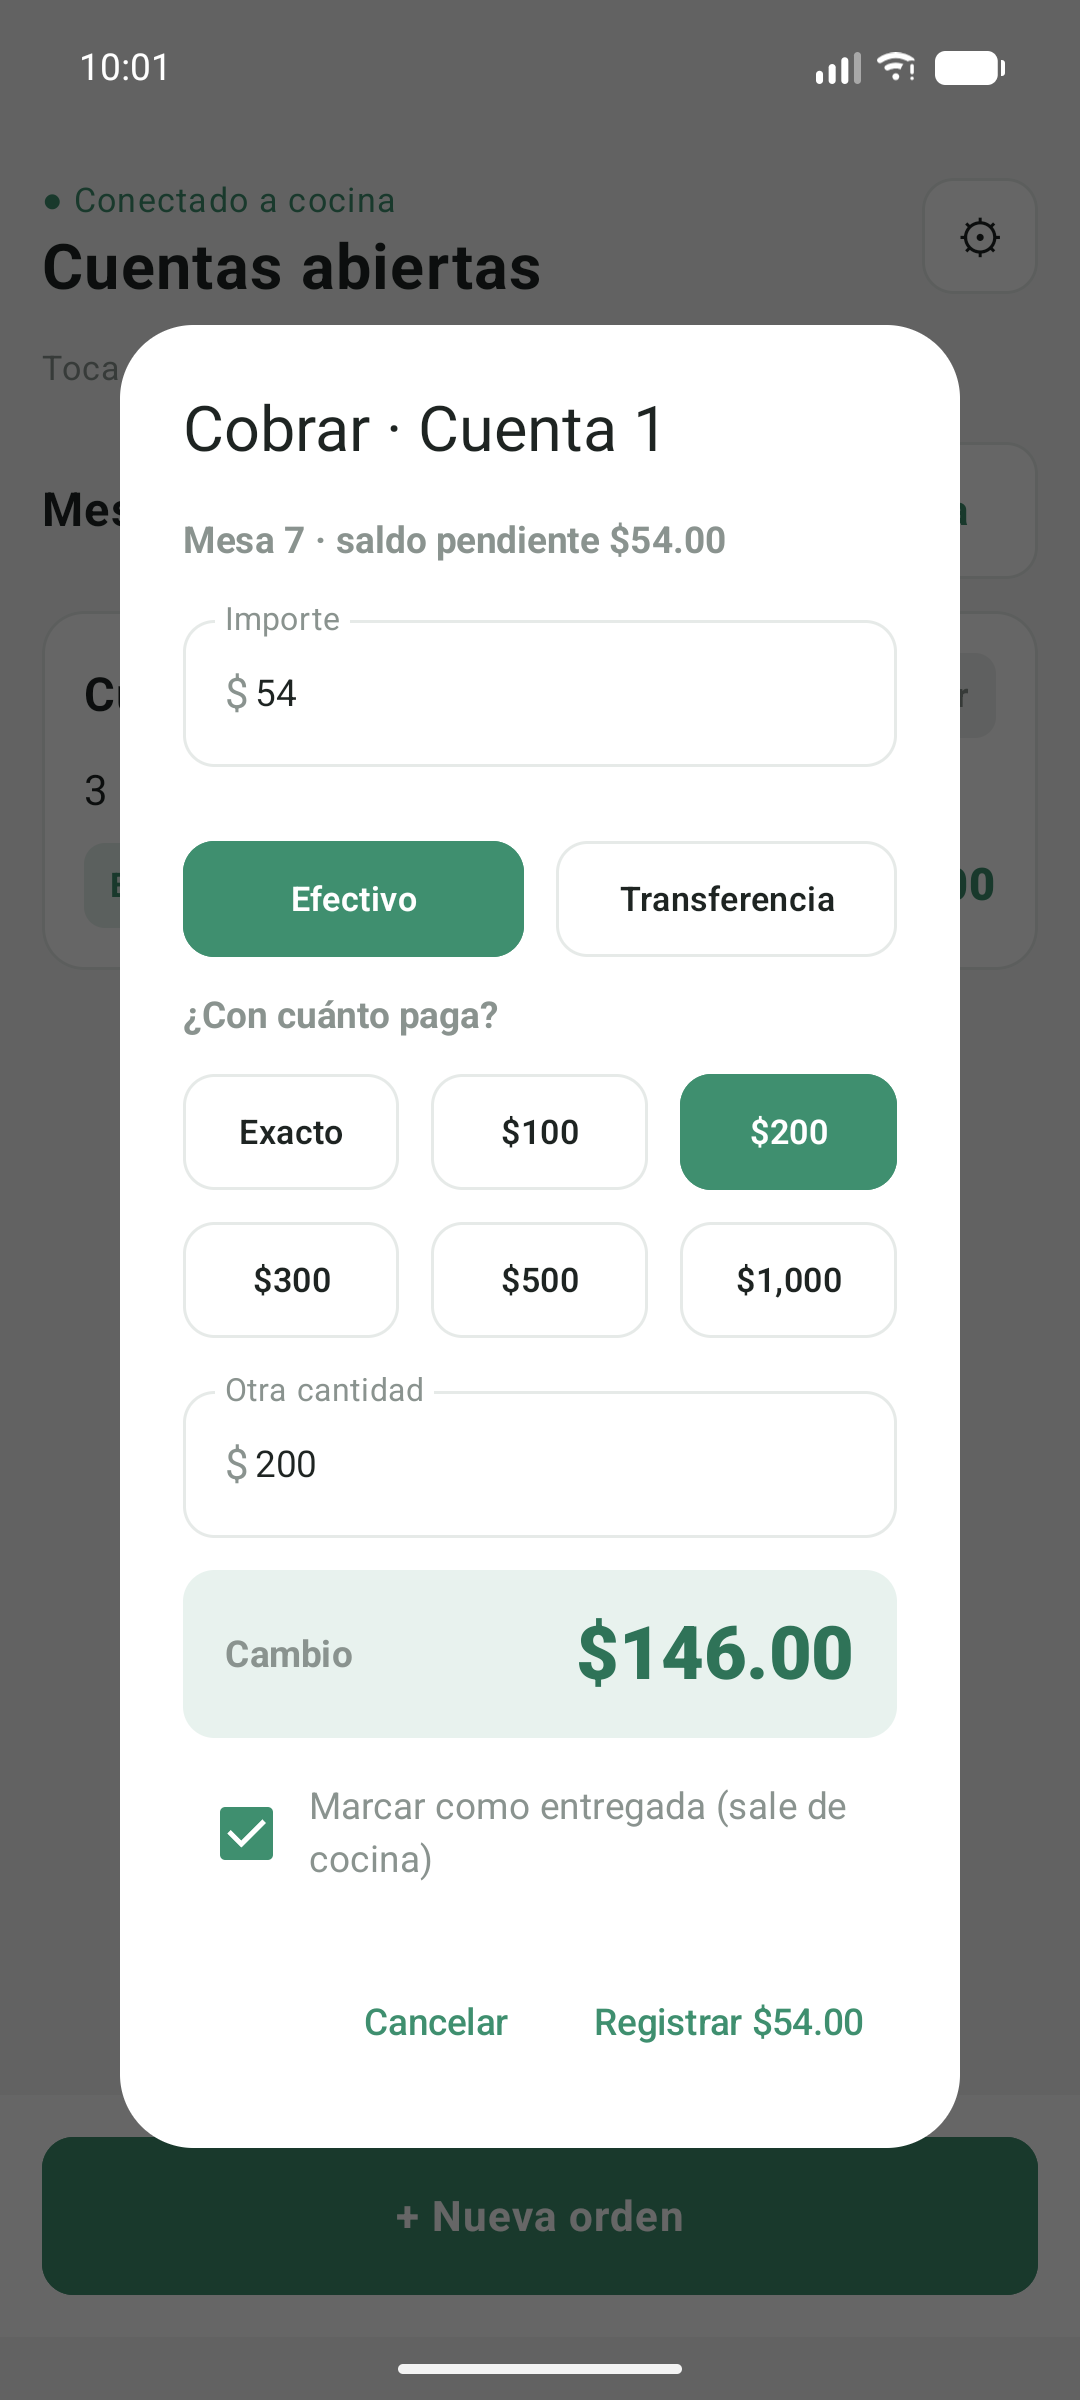 10:01
● Conectado a cocina
Cuentas abiertas
Toca
Cobrar · Cuenta 1
Mesa 7 · saldo pendiente $54.00
Importe
$ 54
Efectivo
Transferencia
¿Con cuánto paga?
Exacto
$100
$200
$300
$500
$1,000
Otra cantidad
$ 200
Cambio
$146.00
Marcar como entregada (sale de
cocina)
Cancelar
Registrar $54.00
3
+ Nueva orden